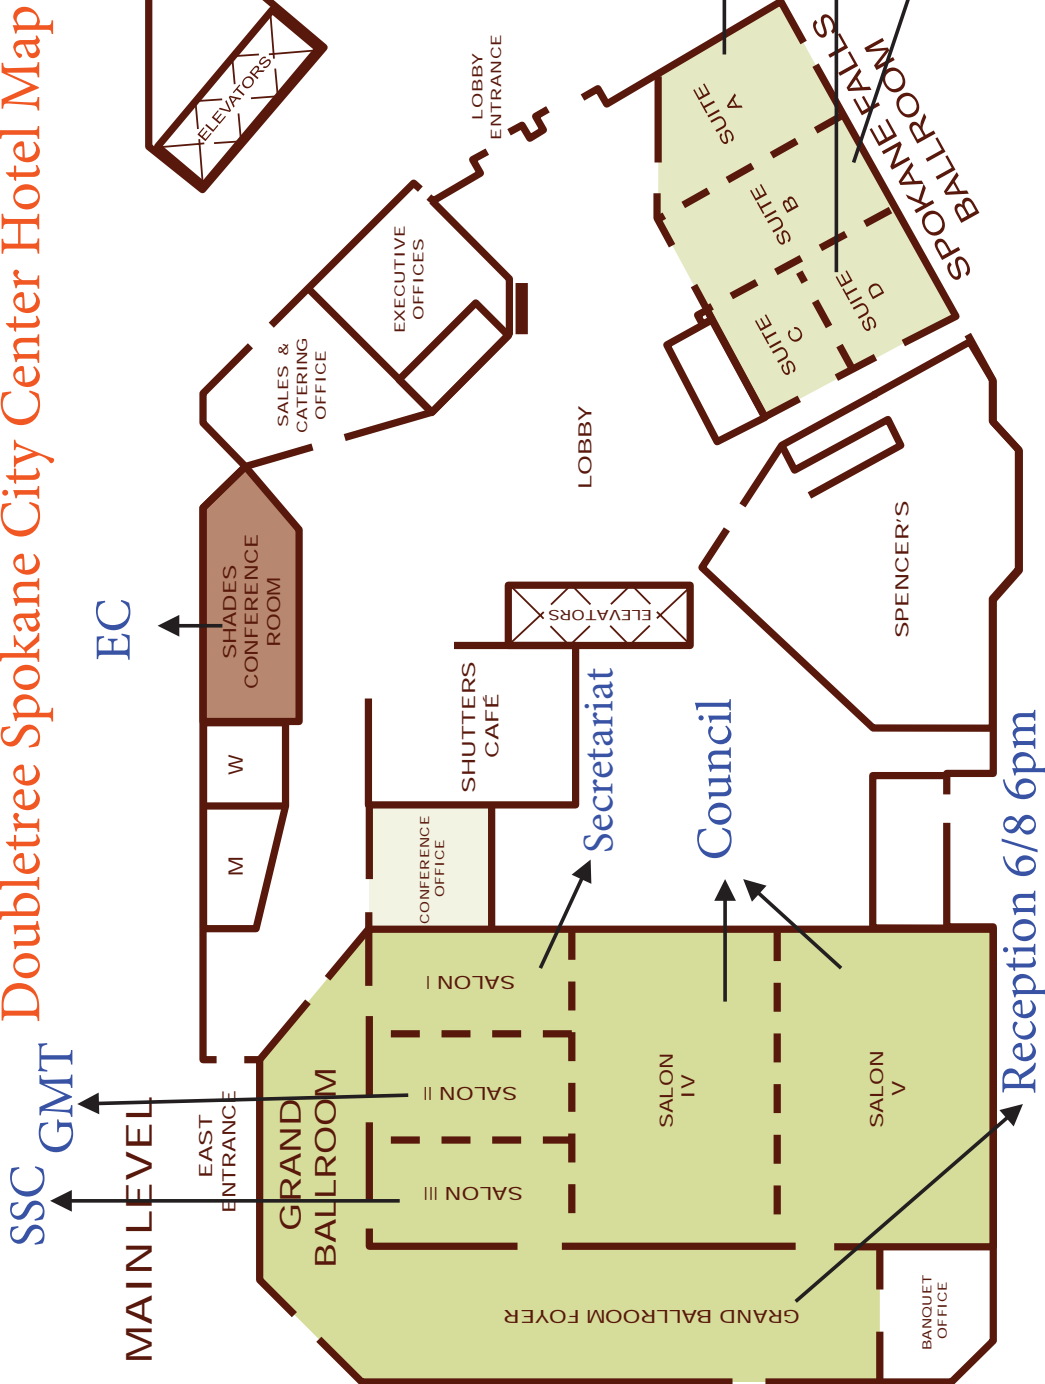 Doubletree Spokane City Center Hotel Map
SSC
GMT
MAIN LEVEL
EAST
ENTRANCE
GRAND
BALLROOM
SALON III
SALON II
SALON I
SALON
IV
SALON
V
GRAND BALLROOM FOYER
BANQUET
OFFICE
Reception 6/8 6pm
Council
Secretariat
CONFERENCE
OFFICE
M
W
SHUTTERS
CAFÉ
EC
SHADES
CONFERENCE
ROOM
ELEVATORS
SPENCER'S
LOBBY
SALES &
CATERING
OFFICE
EXECUTIVE
OFFICES
ELEVATORS
LOBBY
ENTRANCE
SUITE
A
SUITE
B
SUITE
C
SUITE
D
SPOKANE FALLS
BALLROOM